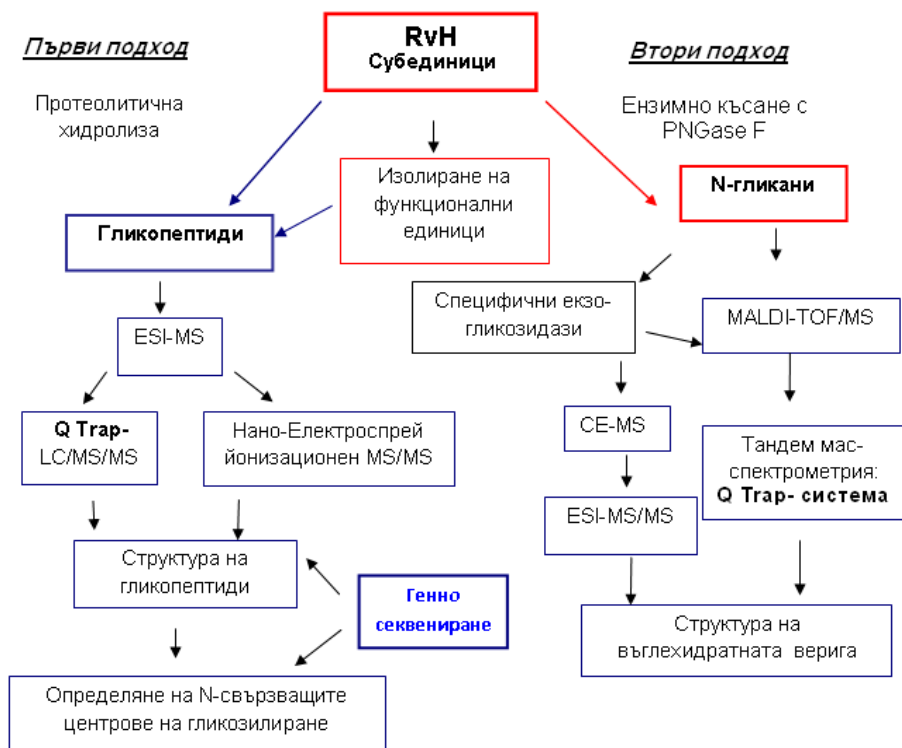 Първи подход
RvH
Субединици
Втори подход
Протеолитична
хидролиза
Ензимно късане с
PNGase F
Изолиране на
функционални
единици
N-гликани
Гликопептиди
Специфични екзо-
гликозидази
MALDI-TOF/MS
ESI-MS
Q Trap-
LC/MS/MS
Нано-Електроспрей
йонизационен MS/MS
CE-MS
Тандем мас-
спектрометрия:
Q Trap- система
ESI-MS/MS
Структура на
гликопептиди
Генно
секвениране
Структура на
въглехидратната верига
Определяне на N-свързващите
центрове на гликозилиране